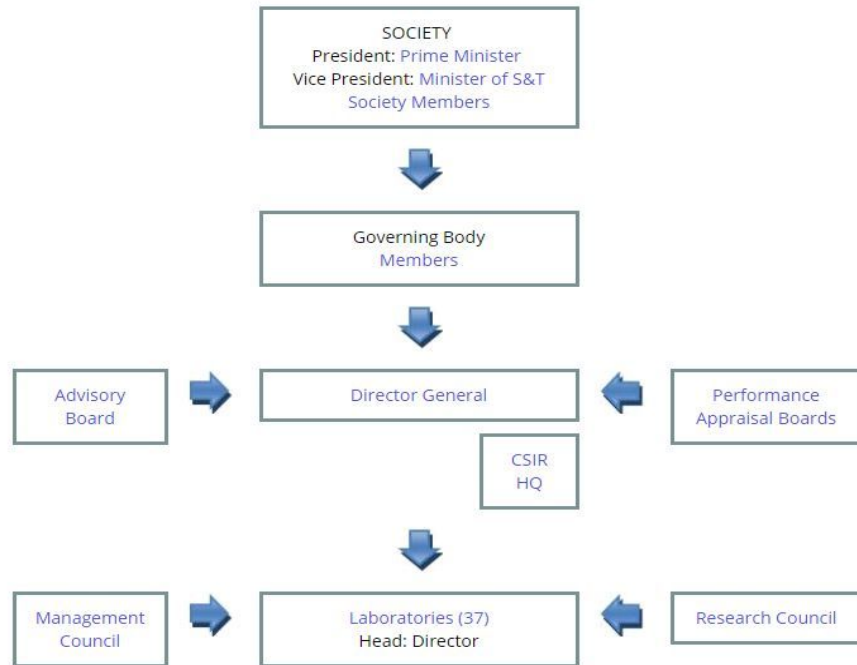 SOCIETY
President: Prime Minister
Vice President: Minister of S&T
Society Members
Governing Body
Members
Advisory
Board
Director General
Performance
Appraisal Boards
CSIR
HQ
Management
Council
Laboratories (37)
Head: Director
Research Council